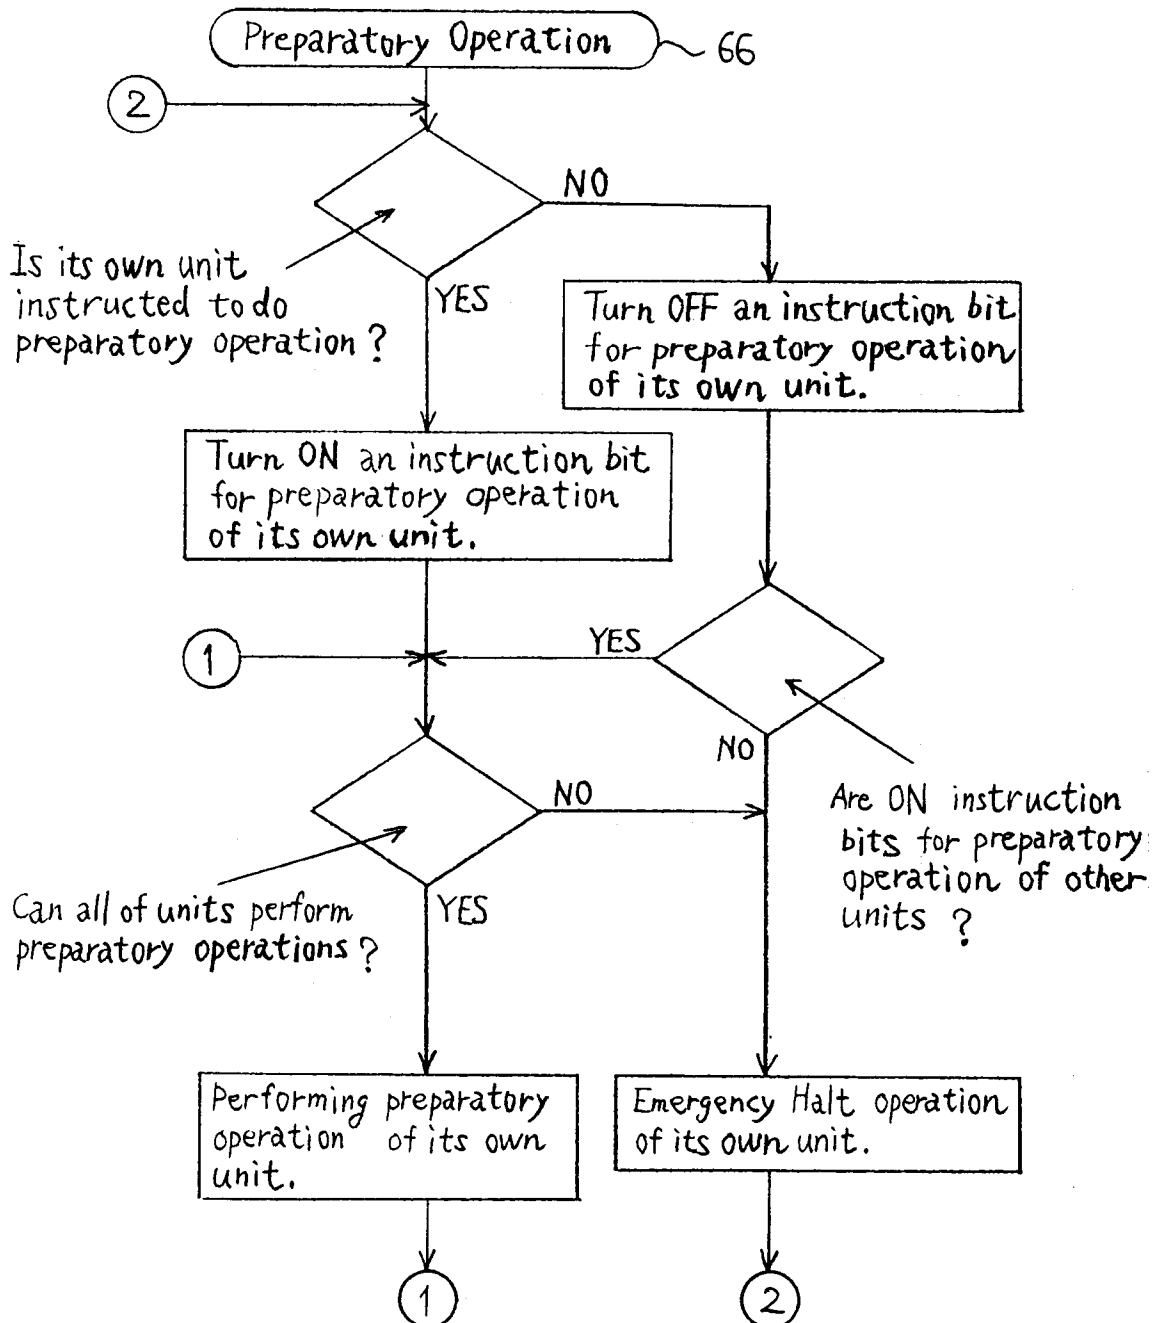 Preparatory Operation
66
2
NO
Is its own unit
instructed to do
preparatory operation ?
YES
Turn OFF an instruction bit
for preparatory operation
of its own unit.
Turn ON an instruction bit
for preparatory operation
of its own unit.
1
YES
NO
NO
Are ON instruction
bits for preparatory
operation of other
units ?
Can all of units perform
preparatory operations ?
YES
Performing preparatory
operation of its own
unit.
Emergency Halt operation
of its own unit.
1
2